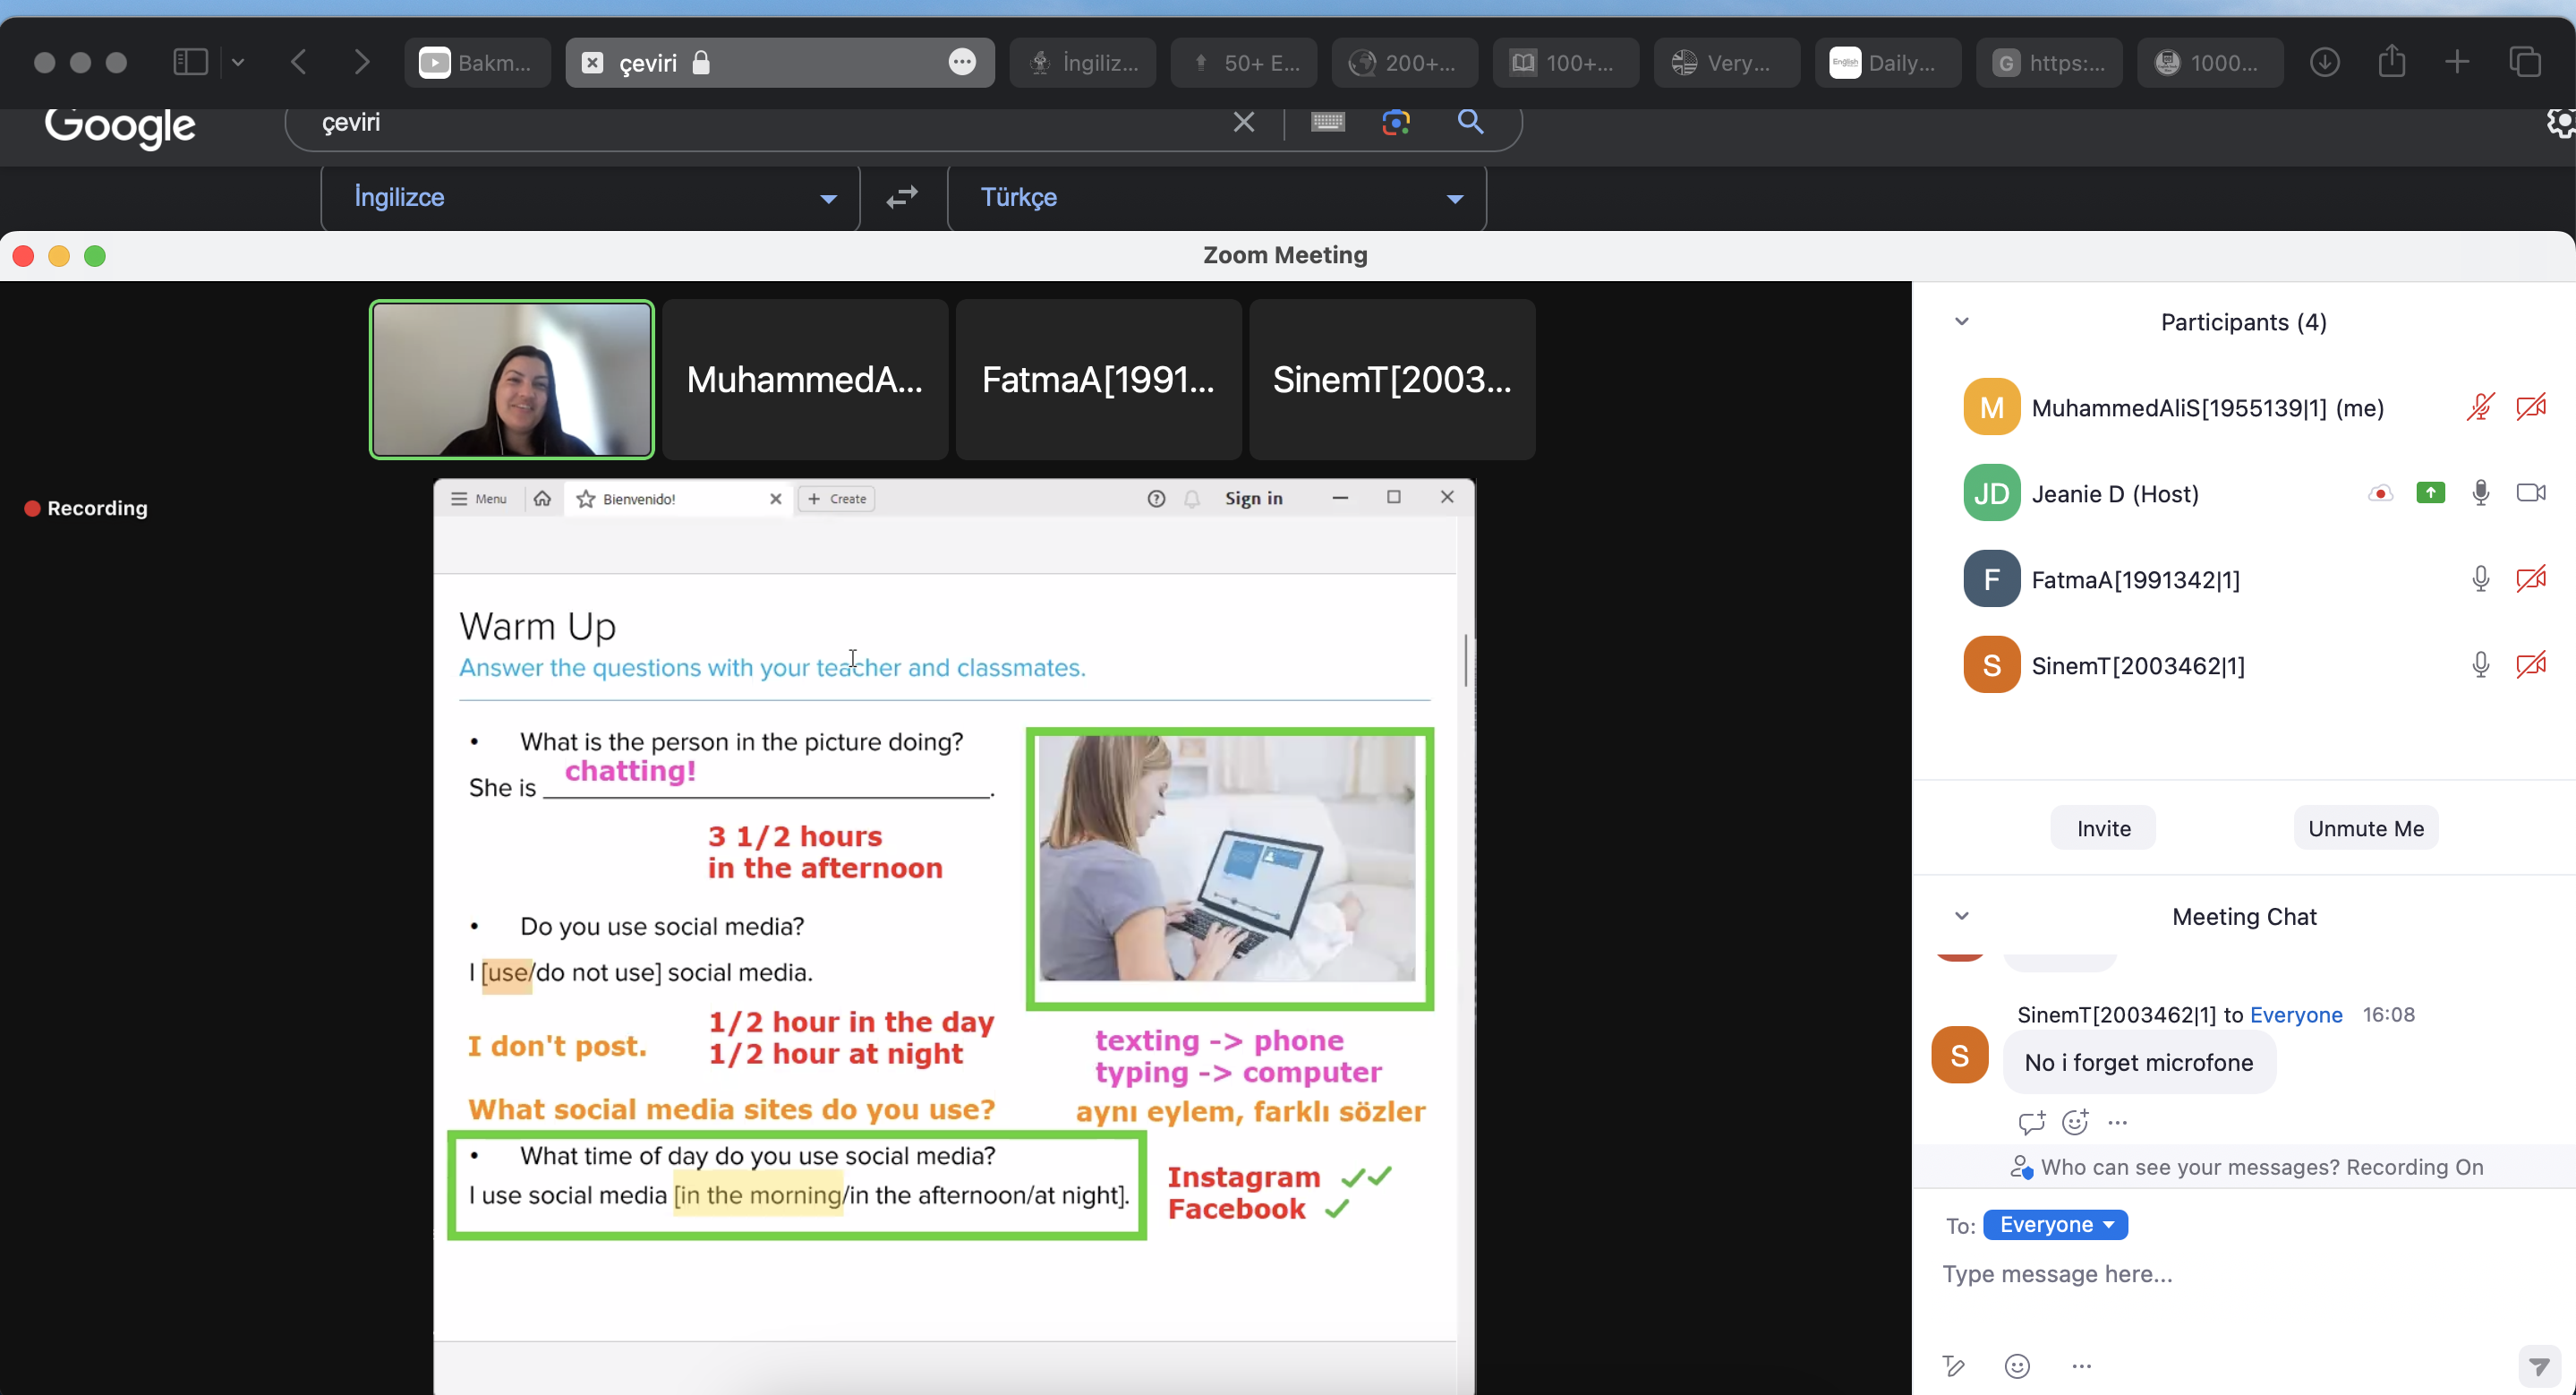 Bakm...
çeviri
İngiliz...
50+ E...
200+...
100+...
Very...
English
Daily...
G
https:...
1000...
Google
çeviri
İngilizce
Türkçe
Zoom Meeting
MuhammedA...
FatmaA[1991...
SinemT[2003...
Recording
Menu
Bienvenido!
+ Create
Sign in
Warm Up
Answer the questions with your teacher and classmates.
• What is the person in the picture doing?
chatting!
She is ____________________.
3 1/2 hours
in the afternoon
• Do you use social media?
I [use/do not use] social media.
I don't post.
1/2 hour in the day
1/2 hour at night
What social media sites do you use?
• What time of day do you use social media?
I use social media [in the morning/in the afternoon/at night].
texting -> phone
typing -> computer
aynı eylem, farklı sözler
Instagram ✓✓
Facebook ✓
Participants (4)
M
MuhammedAliS[1955139|1] (me)
JD
Jeanie D (Host)
F
FatmaA[1991342|1]
S
SinemT[2003462|1]
Invite
Unmute Me
Meeting Chat
SinemT[2003462|1] to Everyone 16:08
S
No i forget microfone
Who can see your messages? Recording On
To: Everyone
Type message here...